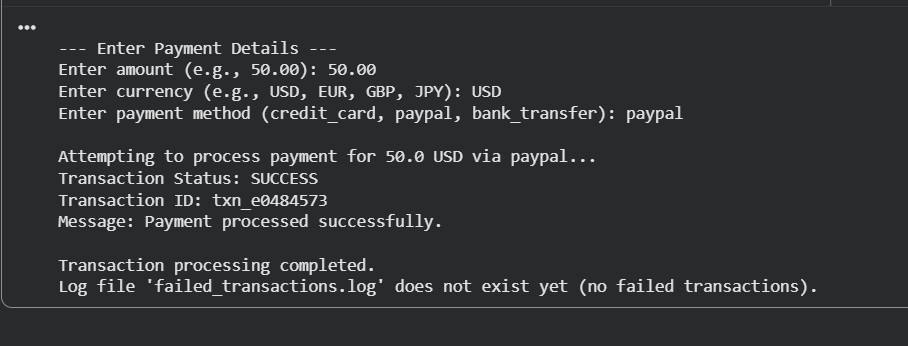 --- Enter Payment Details ---
Enter amount (e.g., 50.00): 50.00
Enter currency (e.g., USD, EUR, GBP, JPY): USD
Enter payment method (credit_card, paypal, bank_transfer): paypal
Attempting to process payment for 50.0 USD via paypal...
Transaction Status: SUCCESS
Transaction ID: txn_e0484573
Message: Payment processed successfully.
Transaction processing completed.
Log file 'failed_transactions.log' does not exist yet (no failed transactions).